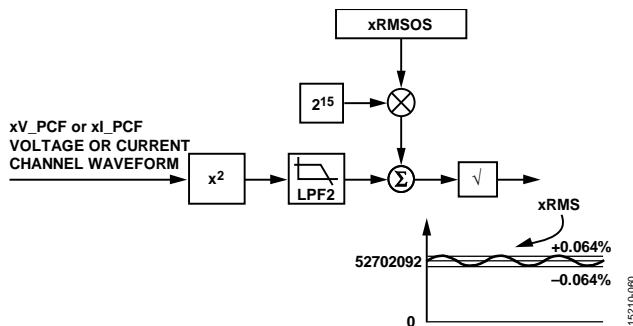 xRMSOS
2¹⁵
xV_PCF or xI_PCF
VOLTAGE OR CURRENT
CHANNEL WAVEFORM
x²
LPF2
Σ
√
xRMS
+0.064%
52702092
–0.064%
0
15210-060